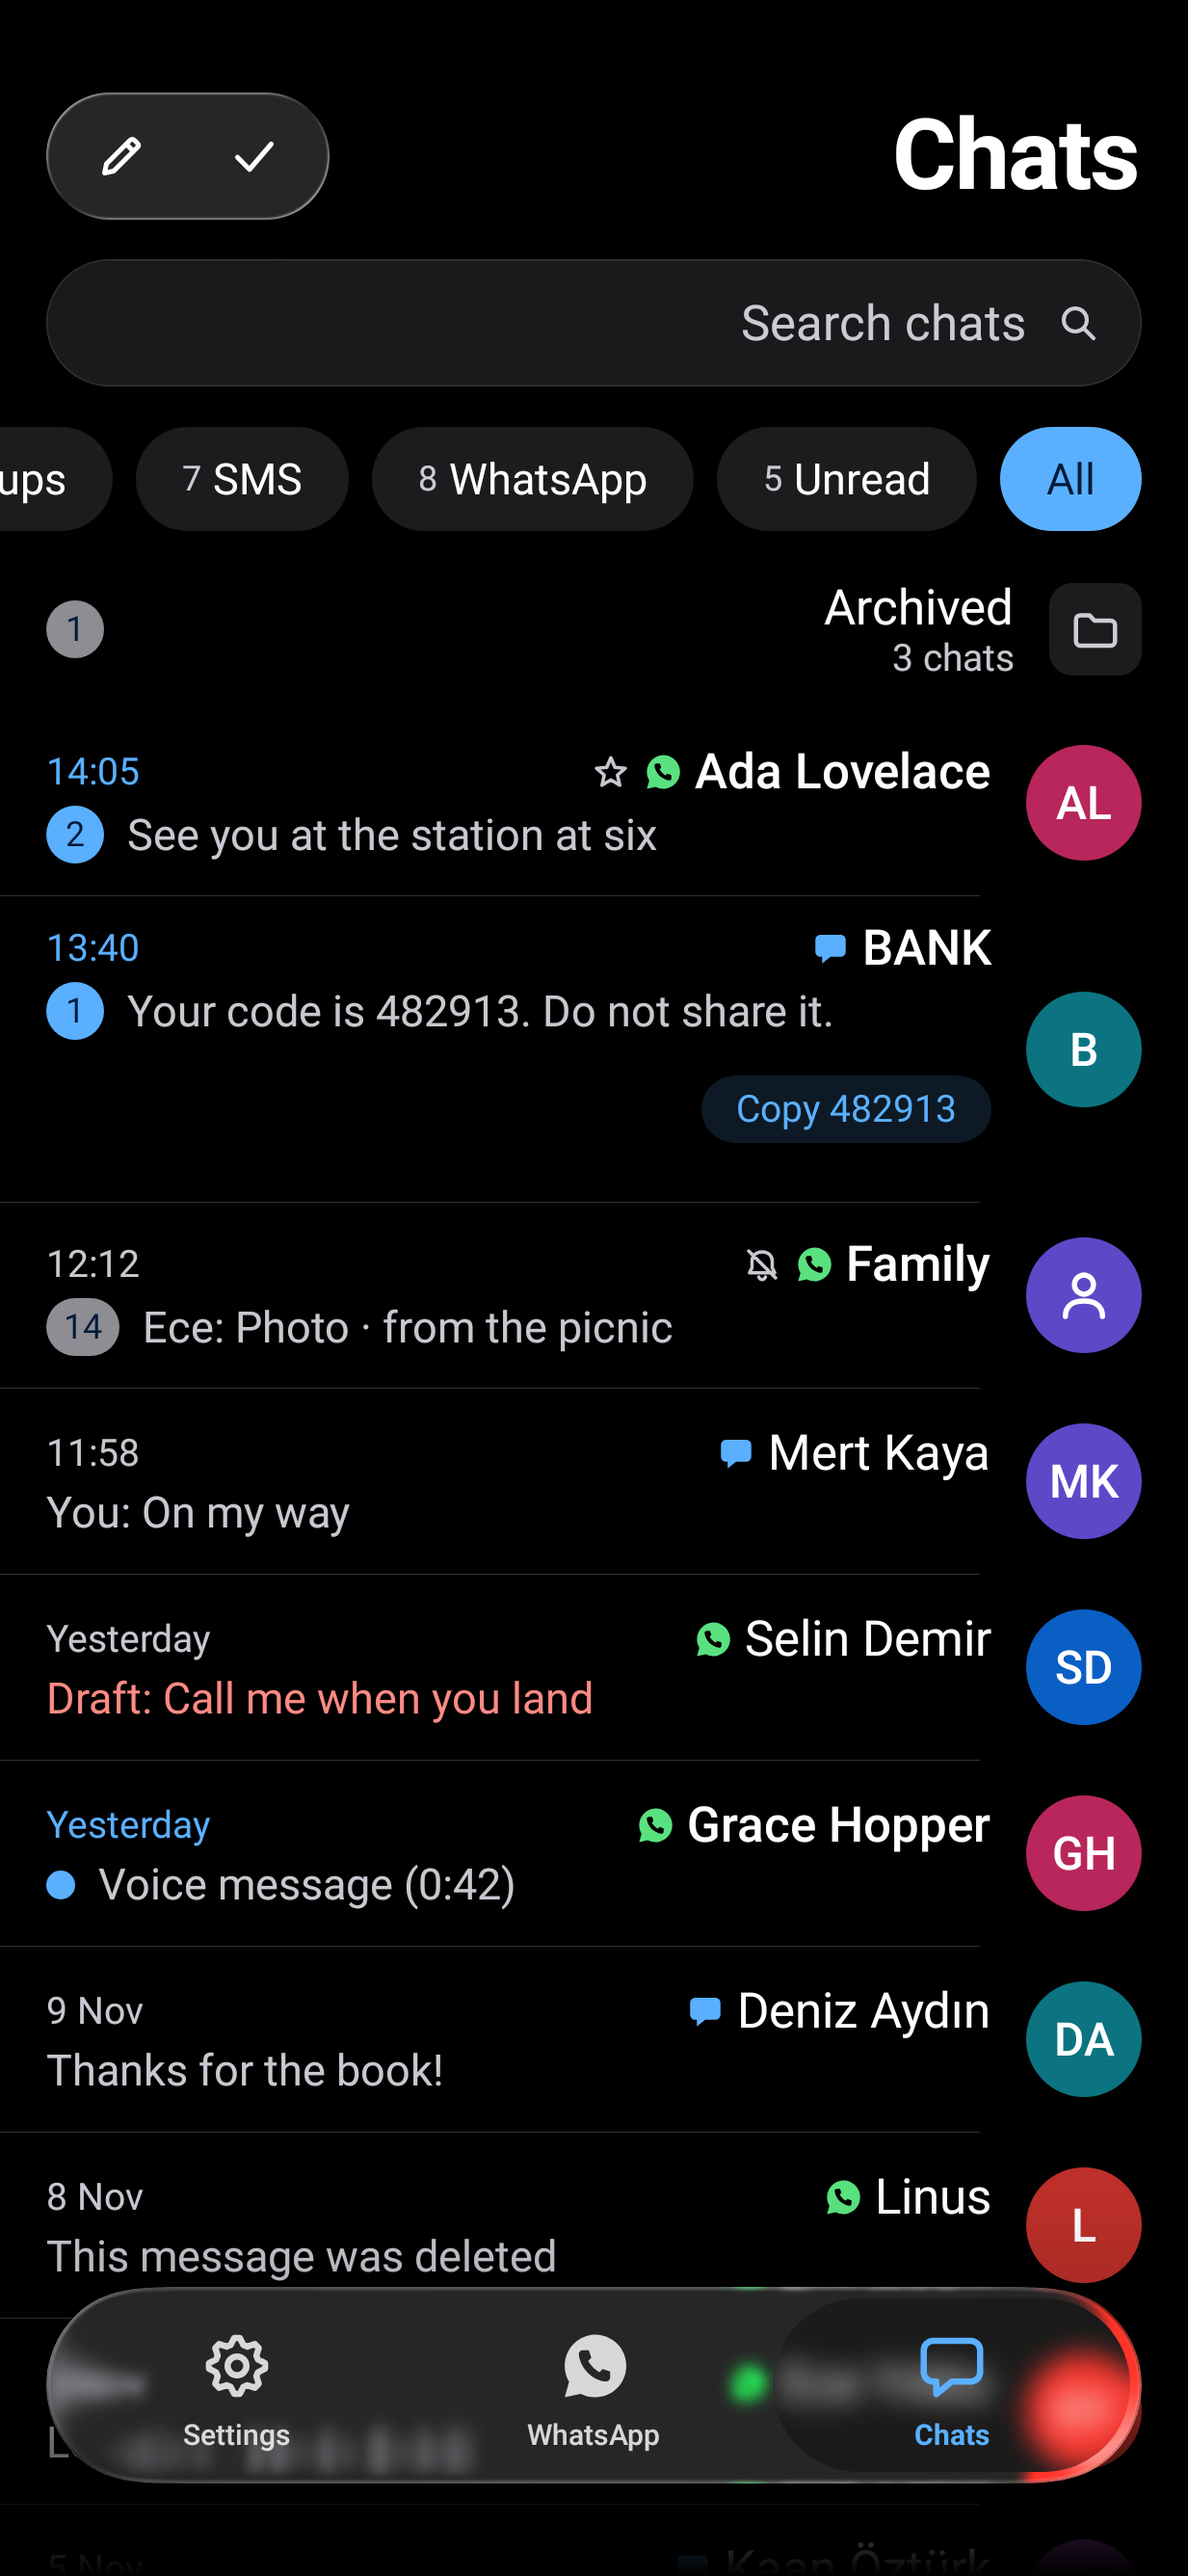 Chats
Search chats
All
5 Unread
8 WhatsApp
7 SMS
ups
Archived
3 chats
1
AL
Ada Lovelace
14:05
2 See you at the station at six
B
BANK
13:40
1 Your code is 482913. Do not share it.
Copy 482913
Family
12:12
14 Ece: Photo · from the picnic
MK
Mert Kaya
11:58
You: On my way
SD
Selin Demir
Yesterday
Draft: Call me when you land
GH
Grace Hopper
Yesterday
Voice message (0:42)
DA
Deniz Aydın
9 Nov
Thanks for the book!
L
Linus
8 Nov
This message was deleted
Chats
WhatsApp
Settings
Kaan Öztürk
5 Nov